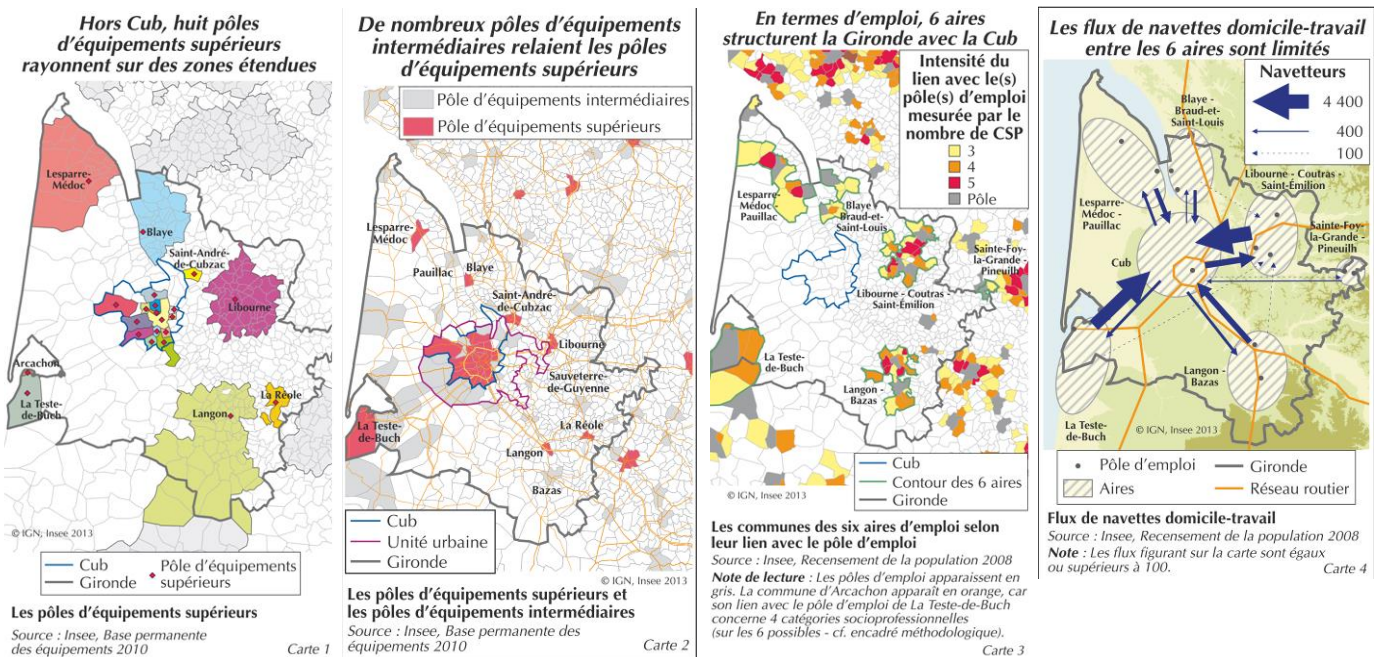 Hors Cub, huit pôles
d'équipements supérieurs
rayonnent sur des zones étendues
Lesparre-
Médoc
Blaye
Saint-André-
de-Cubzac
Libourne
Arcachon
La Teste-
de-Buch
Langon
La Réole
© IGN, Insee 2013
Cub
Gironde
Pôle d'équipements
supérieurs
Les pôles d'équipements supérieurs
Source : Insee, Base permanente
des équipements 2010
Carte 1
De nombreux pôles d'équipements
intermédiaires relaient les pôles
d'équipements supérieurs
Pôle d'équipements intermédiaires
Pôle d'équipements supérieurs
Lesparre-
Médoc
Pauillac
Blaye
Saint-André-
de-Cubzac
Libourne
Sauveterre-
de-Guyenne
La Teste-
de-Buch
La Réole
Langon
Bazas
Cub
Unité urbaine
Gironde
© IGN, Insee 2013
Les pôles d'équipements supérieurs et
les pôles d'équipements intermédiaires
Source : Insee, Base permanente des
équipements 2010
Carte 2
En termes d'emploi, 6 aires
structurent la Gironde avec la Cub
Intensité du
lien avec le(s)
pôle(s) d'emploi
mesurée par le
nombre de CSP
3
4
5
Pôle
Lesparre-
Médoc -
Pauillac
Blaye -
Braud-et-
Saint-Louis
Sainte-Foy-
la-Grande -
Pineuilh
Libourne - Coutras -
Saint-Émilion
La Teste-
de-Buch
Langon -
Bazas
Cub
Contour des 6 aires
Gironde
© IGN, Insee 2013
Les communes des six aires d'emploi selon
leur lien avec le pôle d'emploi
Source : Insee, Recensement de la population 2008
Note de lecture : Les pôles d'emploi apparaissent en
gris. La commune d'Arcachon apparaît en orange, car
son lien avec le pôle d'emploi de La Teste-de-Buch
concerne 4 catégories socioprofessionnelles
(sur les 6 possibles - cf. encadré méthodologique).
Carte 3
Les flux de navettes domicile-travail
entre les 6 aires sont limités
Navetteurs
4 400
400
100
Blaye -
Braud-et-
Saint-Louis
Libourne - Coutras -
Saint-Émilion
Lesparre-
Médoc -
Pauillac
Sainte-Foy-
la-Grande -
Pineuilh
Cub
Langon -
Bazas
La Teste-
de-Buch
© IGN, Insee 2013
Pôle d'emploi
Aires
Gironde
Réseau routier
Flux de navettes domicile-travail
Source : Insee, Recensement de la population 2008
Note : Les flux figurant sur la carte sont égaux
ou supérieurs à 100.
Carte 4